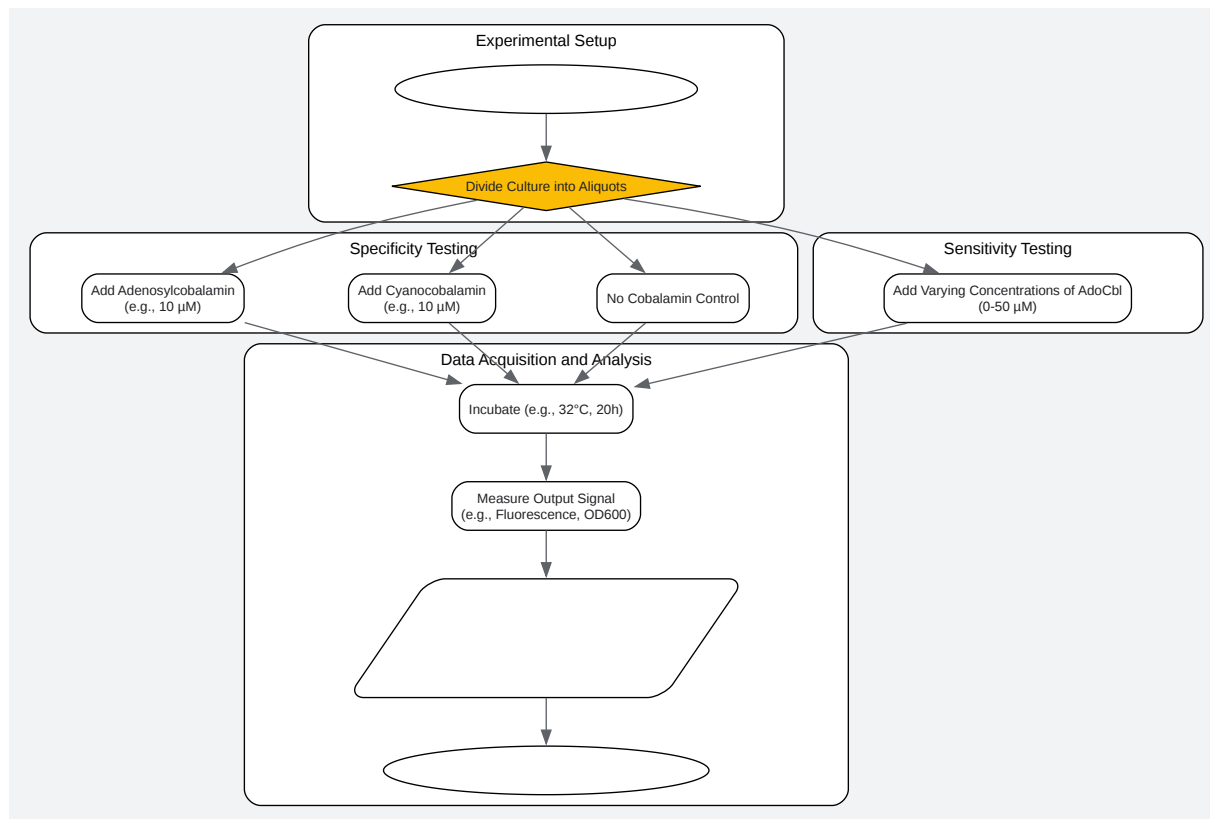 Experimental Setup
Divide Culture into Aliquots
Specificity Testing
Add Adenosylcobalamin
(e.g., 10 µM)
Add Cyanocobalamin
(e.g., 10 µM)
No Cobalamin Control
Sensitivity Testing
Add Varying Concentrations of AdoCbl
(0-50 µM)
Data Acquisition and Analysis
Incubate (e.g., 32°C, 20h)
Measure Output Signal
(e.g., Fluorescence, OD600)